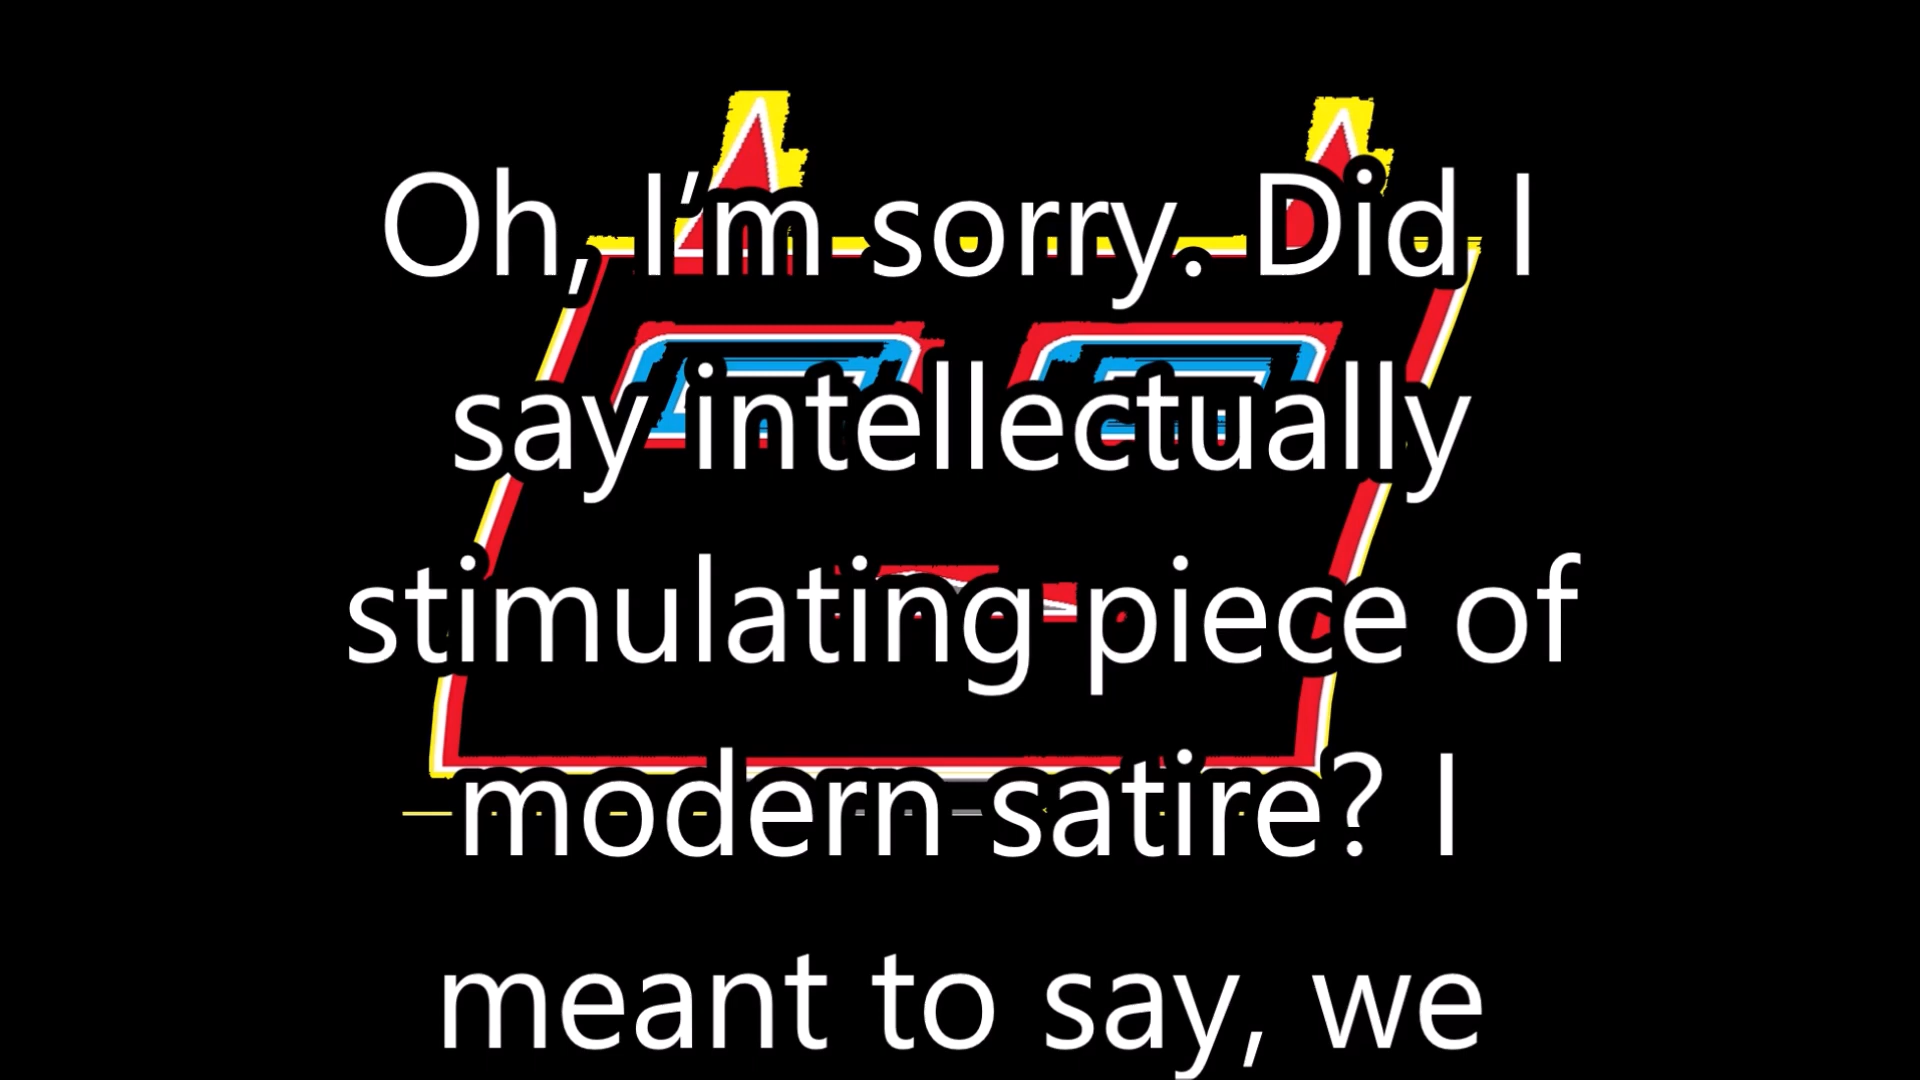 Oh, I’m sorry. Did I
say intellectually
stimulating piece of
modern satire? I
meant to say, we